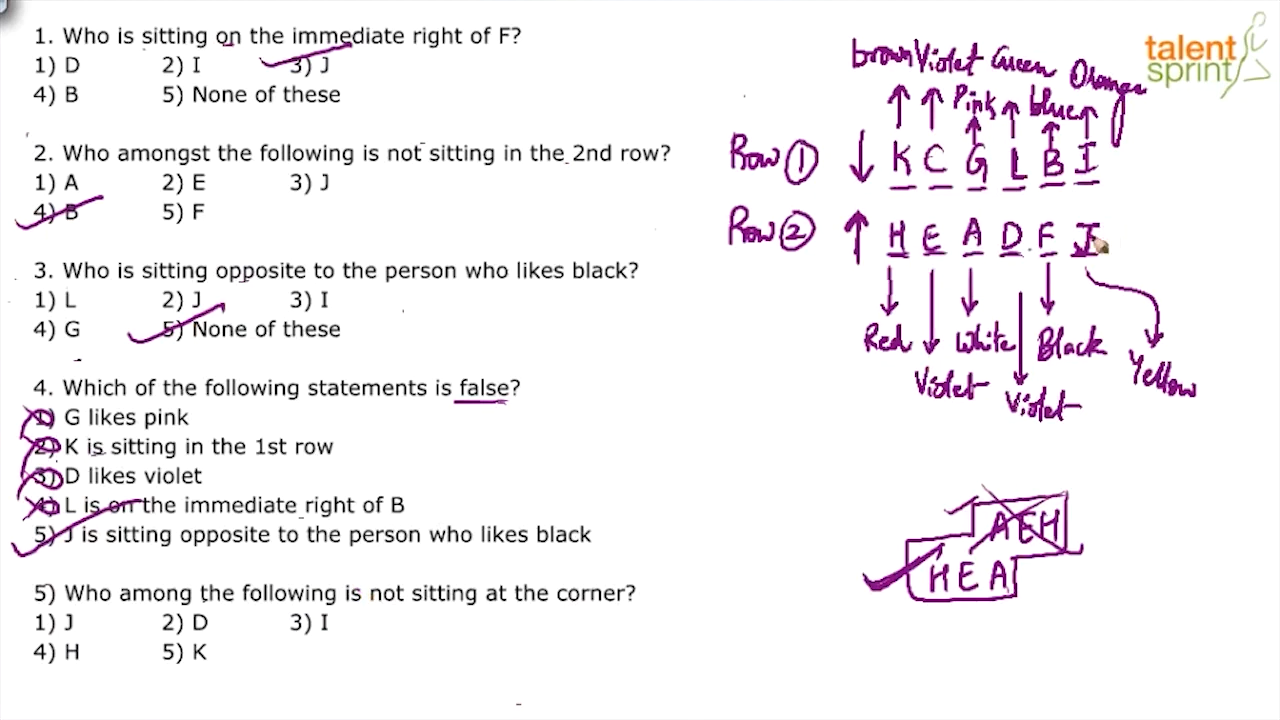 1. Who is sitting on the immediate right of F?
1) D 2) I 3) J
4) B 5) None of these
2. Who amongst the following is not sitting in the 2nd row?
1) A 2) E 3) J
4) B 5) F
3. Who is sitting opposite to the person who likes black?
1) L 2) J 3) I
4) G 5) None of these
4. Which of the following statements is false?
1) G likes pink
2) K is sitting in the 1st row
3) D likes violet
4) L is on the immediate right of B
5) J is sitting opposite to the person who likes black
5) Who among the following is not sitting at the corner?
1) J 2) D 3) I
4) H 5) K
talent
sprint
brown Violet Green Orange
Pink blue
Row 1 K C G L B I
Row 2 H E A D F J
Red White Black
Violet Violet Yellow
A E H
H E A